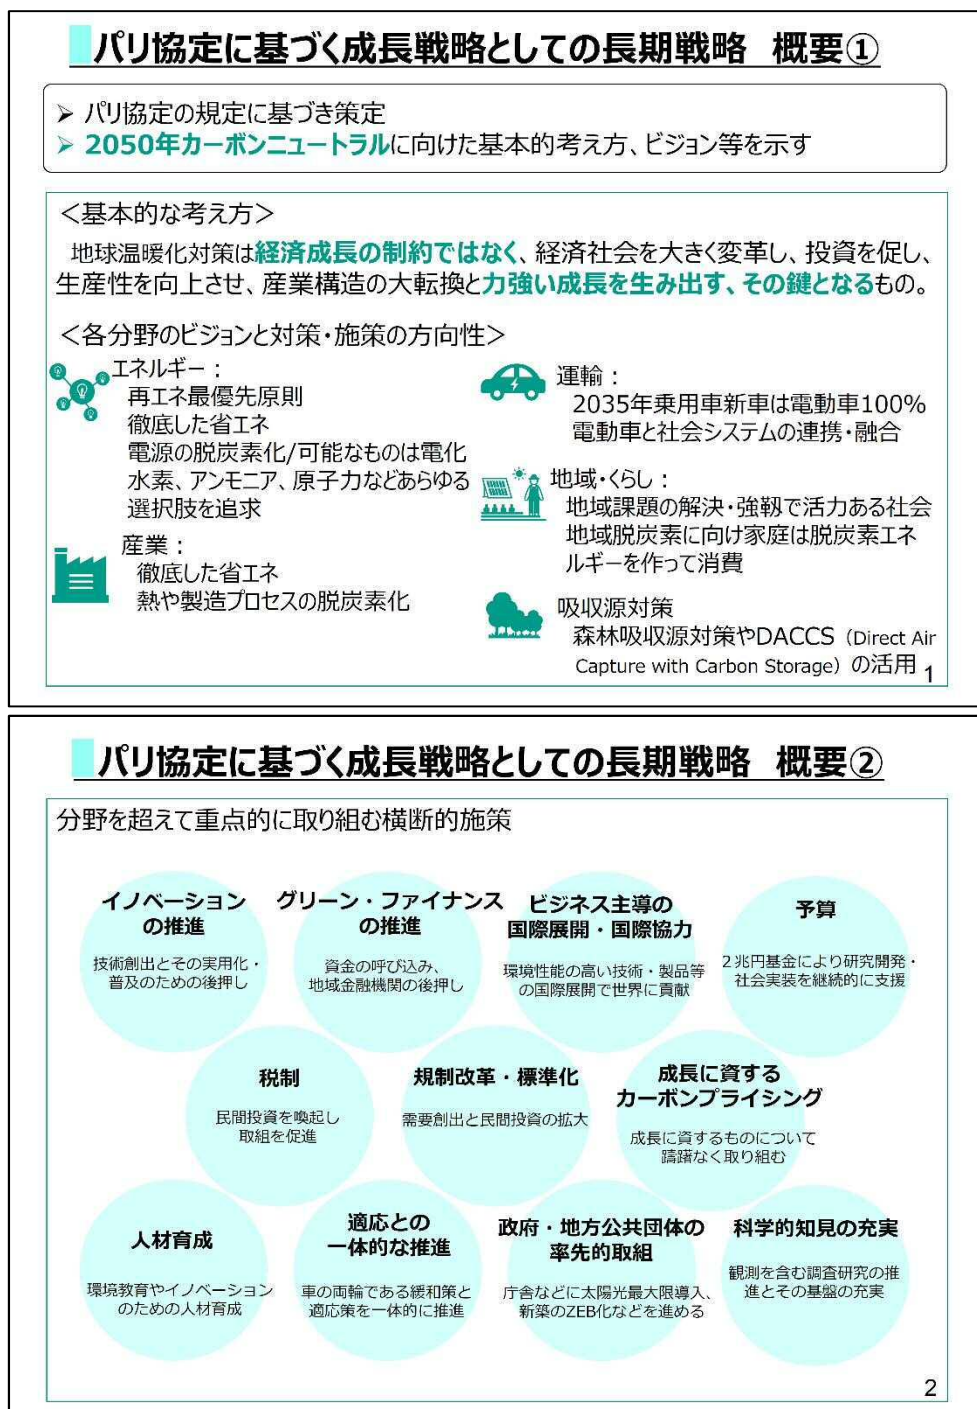 パリ協定に基づく成長戦略としての長期戦略 概要①
➢ パリ協定の規定に基づき策定
➢ 2050年カーボンニュートラルに向けた基本的考え方、ビジョン等を示す
＜基本的な考え方＞
地球温暖化対策は経済成長の制約ではなく、経済社会を大きく変革し、投資を促し、
生産性を向上させ、産業構造の大転換と力強い成長を生み出す、その鍵となるもの。
＜各分野のビジョンと対策・施策の方向性＞
エネルギー：
再エネ最優先原則
徹底した省エネ
電源の脱炭素化/可能なものは電化
水素、アンモニア、原子力などあらゆる
選択肢を追求
産業：
徹底した省エネ
熱や製造プロセスの脱炭素化
運輸：
2035年乗用車新車は電動車100%
電動車と社会システムの連携・融合
地域・くらし：
地域課題の解決・強靱で活力ある社会
地域脱炭素に向け家庭は脱炭素エネ
ルギーを作って消費
吸収源対策
森林吸収源対策やDACCS（Direct Air
Capture with Carbon Storage）の活用
1
パリ協定に基づく成長戦略としての長期戦略 概要②
分野を超えて重点的に取り組む横断的施策
イノベーション
の推進
技術創出とその実用化・
普及のための後押し
グリーン・ファイナンス
の推進
資金の呼び込み、
地域金融機関の後押し
ビジネス主導の
国際展開・国際協力
環境性能の高い技術・製品等
の国際展開で世界に貢献
予算
２兆円基金により研究開発・
社会実装を継続的に支援
税制
民間投資を喚起し
取組を促進
規制改革・標準化
需要創出と民間投資の拡大
成長に資する
カーボンプライシング
成長に資するものについて
躊躇なく取り組む
人材育成
環境教育やイノベーション
のための人材育成
適応との
一体的な推進
車の両輪である緩和策と
適応策を一体的に推進
政府・地方公共団体の
率先的取組
庁舎などに太陽光最大限導入、
新築のZEB化などを進める
科学的知見の充実
観測を含む調査研究の推
進とその基盤の充実
2